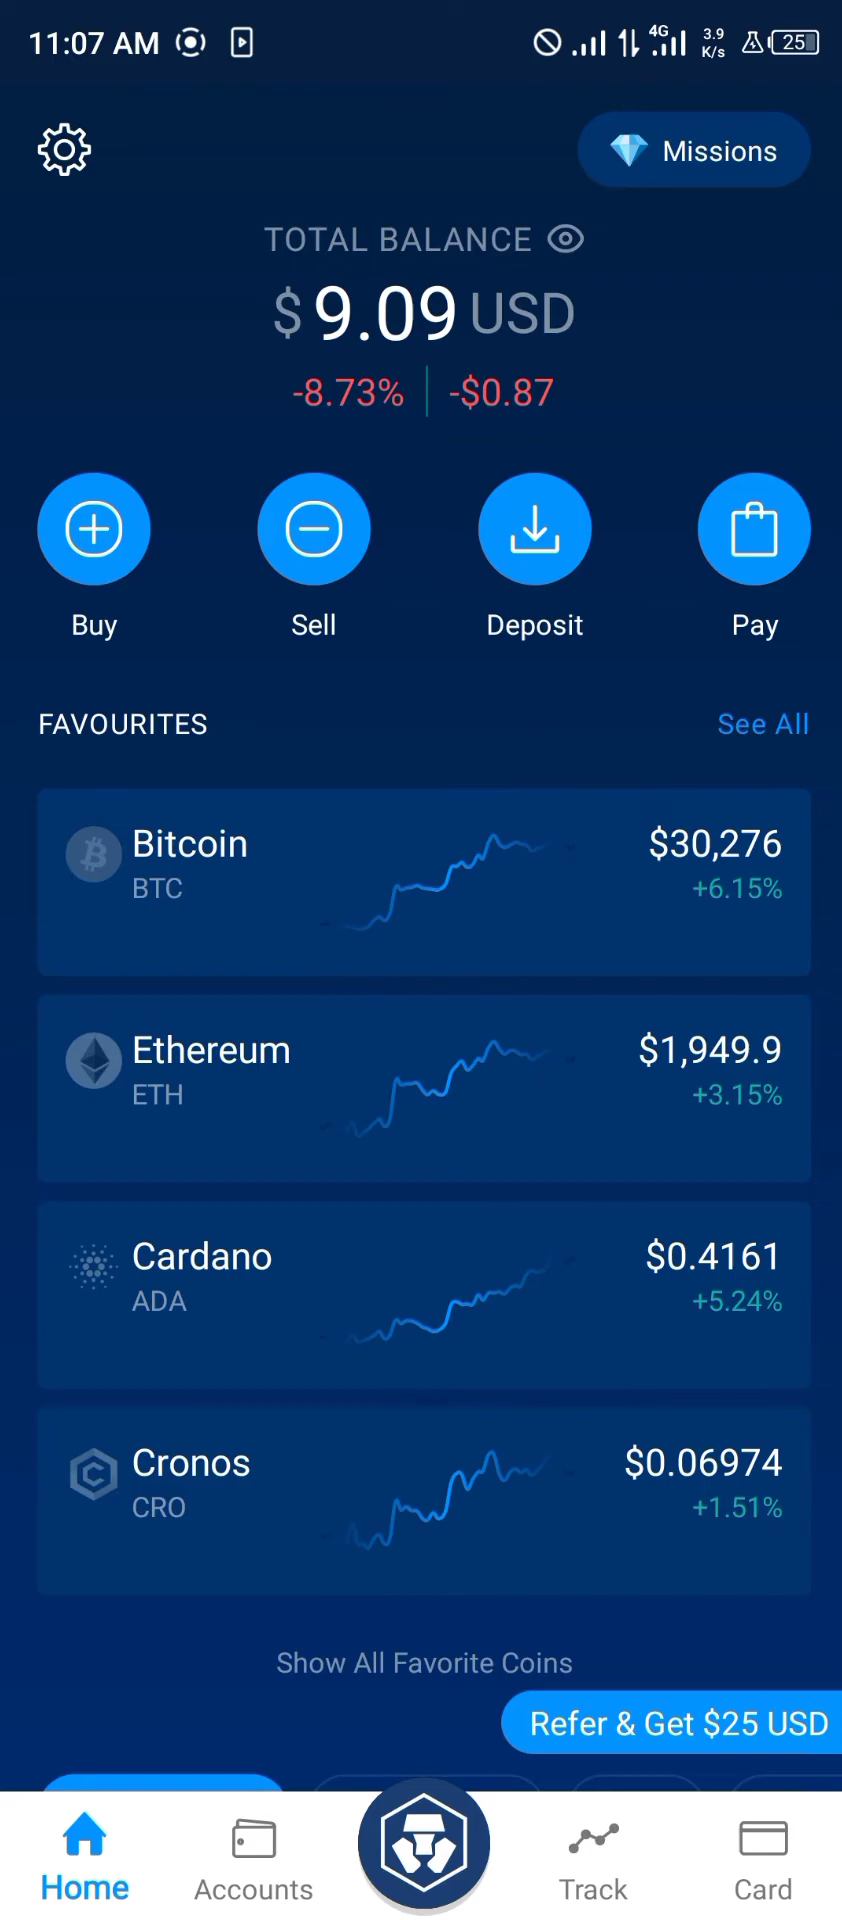 11:07 AM
4G 3.9 K/s 25
Missions
TOTAL BALANCE
$ 9.09 USD
-8.73% -$0.87
Buy Sell Deposit Pay
FAVOURITES See All
Bitcoin $30,276
BTC +6.15%
Ethereum $1,949.9
ETH +3.15%
Cardano $0.4161
ADA +5.24%
Cronos $0.06974
CRO +1.51%
Show All Favorite Coins
Refer & Get $25 USD
Home Accounts Track Card